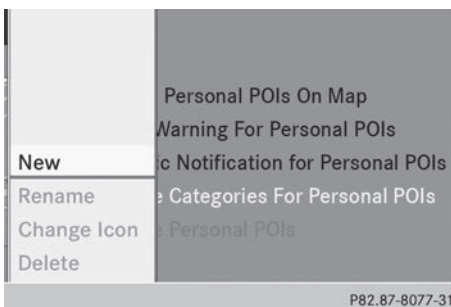 Personal POIs On Map
Warning For Personal POIs
New
ic Notification for Personal POIs
Rename
e Categories For Personal POIs
Change Icon
e Personal POIs
Delete
P82.87-8077-31